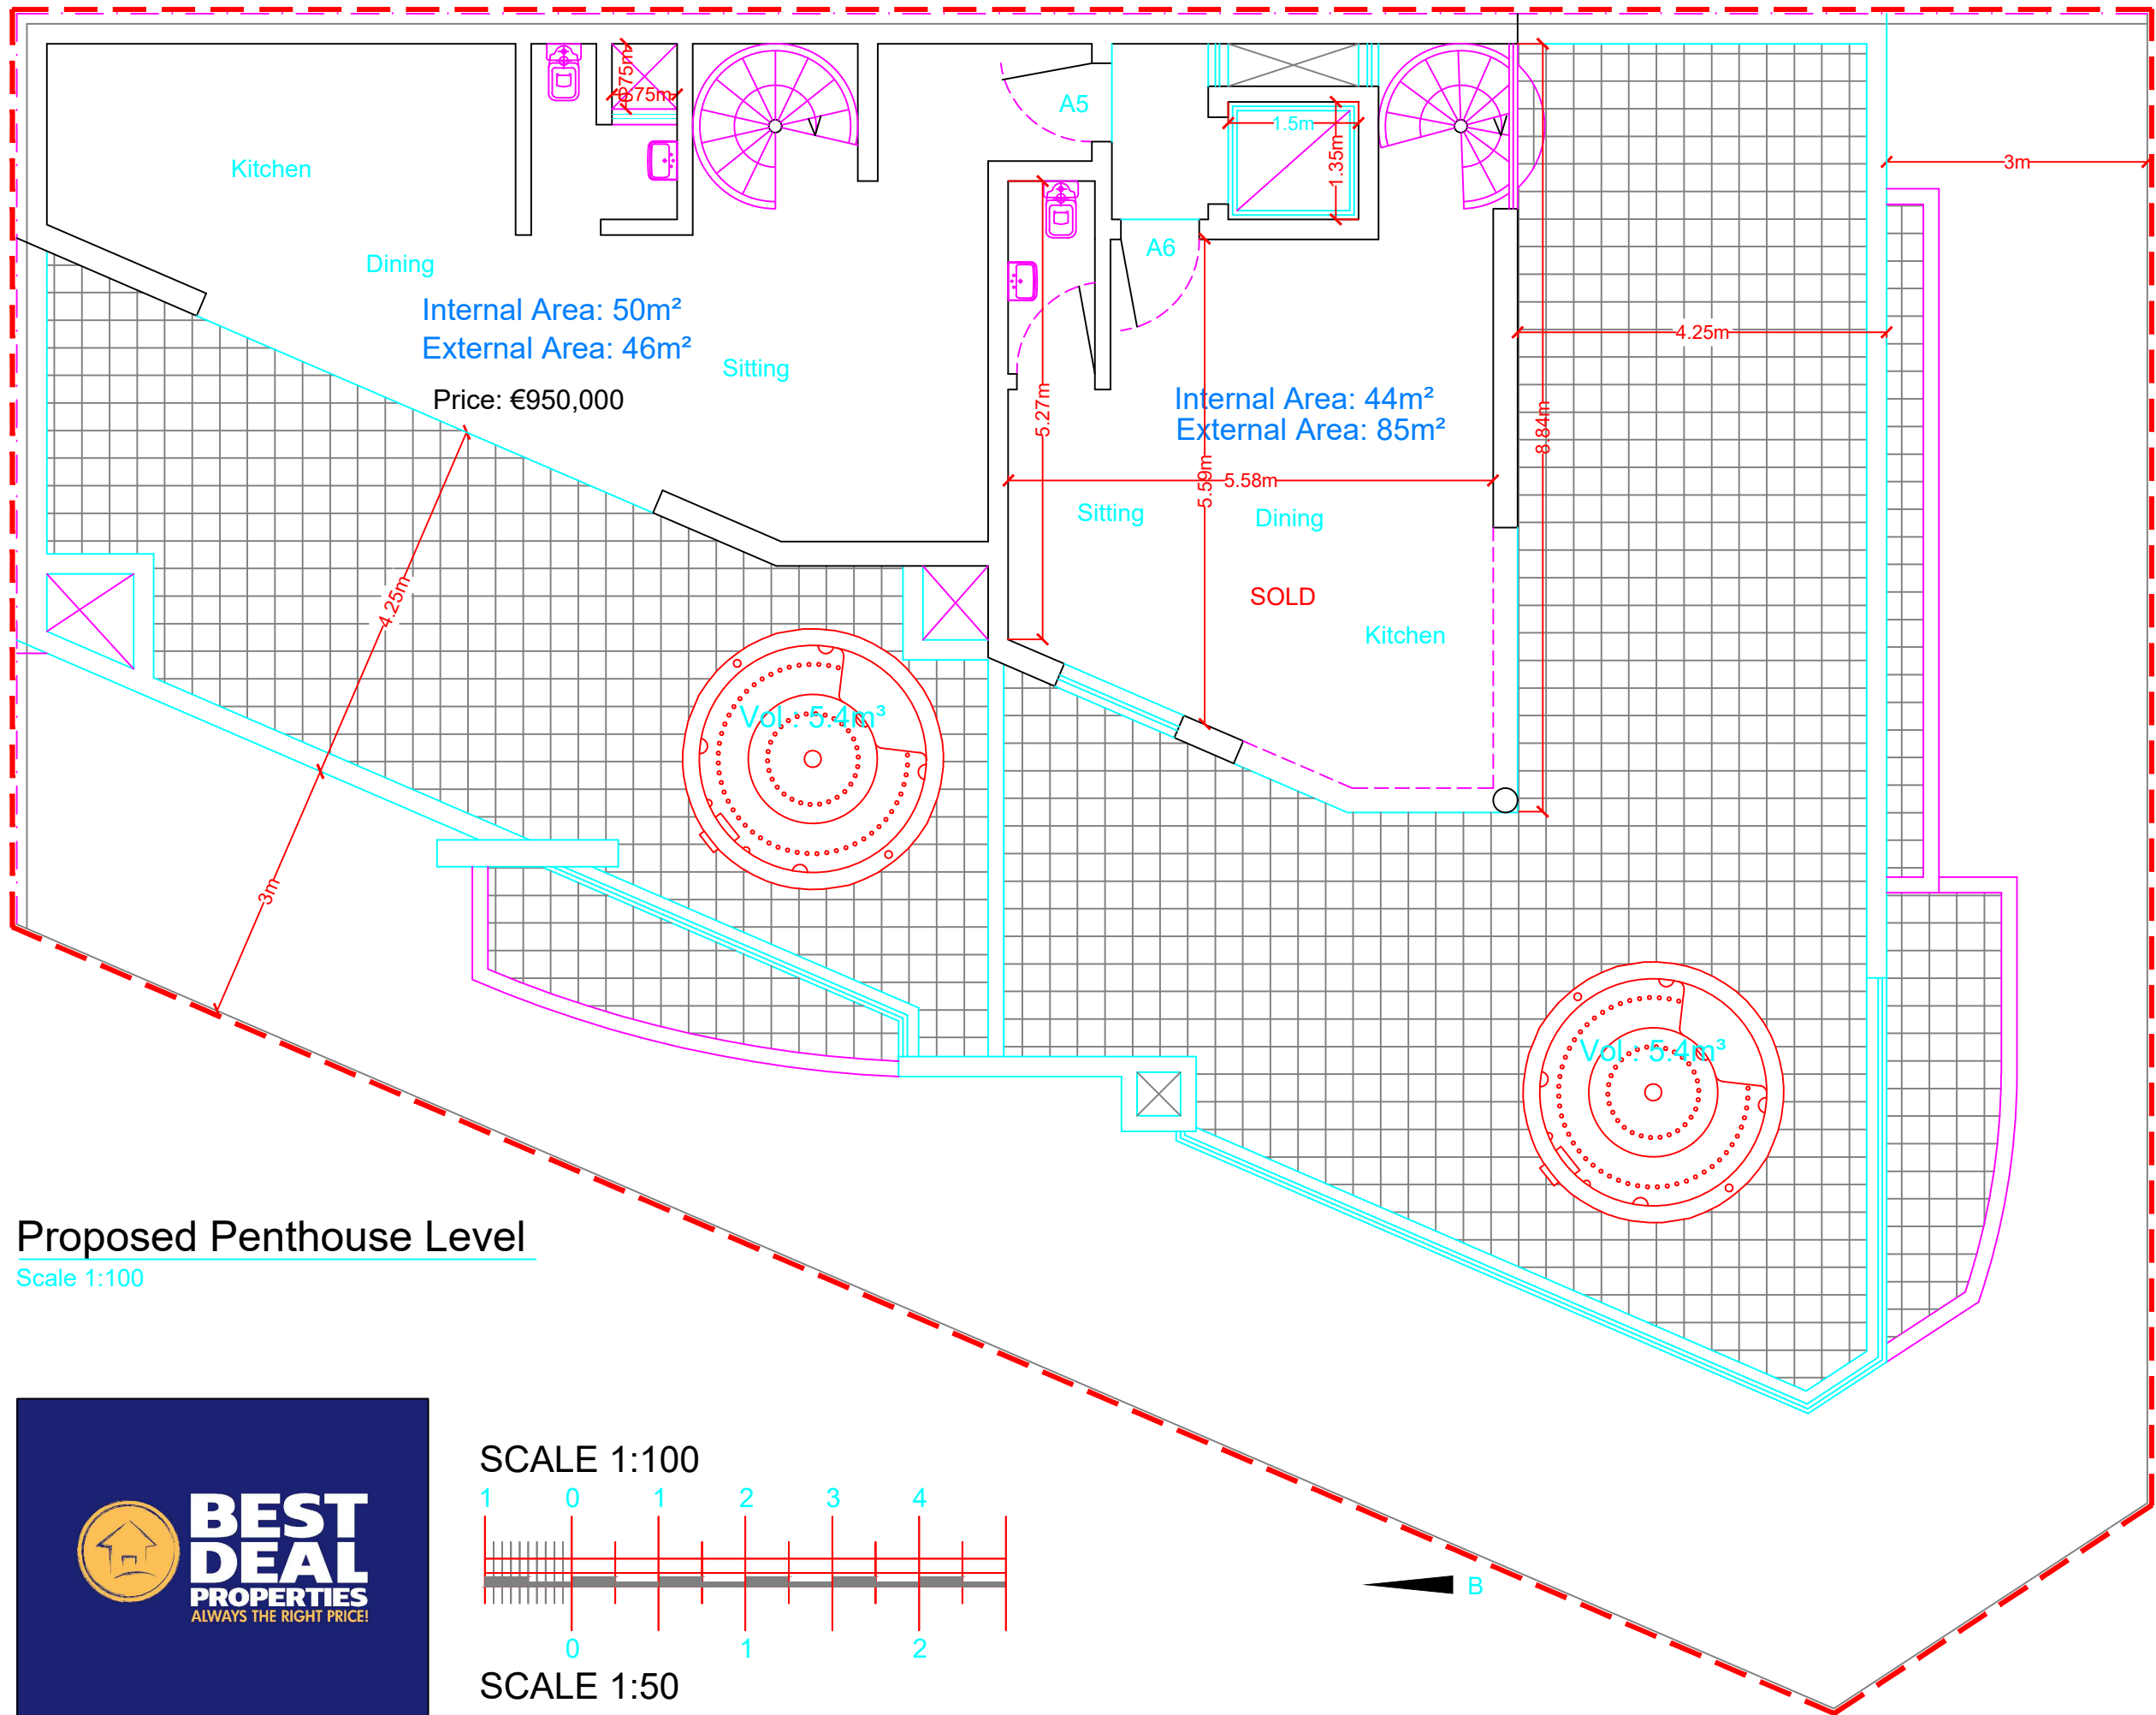 0.75m
0.75m
Kitchen
A5
1.5m
1.35m
3m
Dining
A6
Internal Area: 50m²
External Area: 46m²
Price: €950,000
Sitting
4.25m
5.27m
Internal Area: 44m²
External Area: 85m²
8.84m
5.59m
5.58m
Sitting
Dining
SOLD
Kitchen
4.25m
Vol : 5.4m³
3m
Vol : 5.4m³
Proposed Penthouse Level
Scale 1:100
BEST
DEAL
PROPERTIES
ALWAYS THE RIGHT PRICE!
SCALE 1:100
1 0 1 2 3 4
0 1 2
SCALE 1:50
B